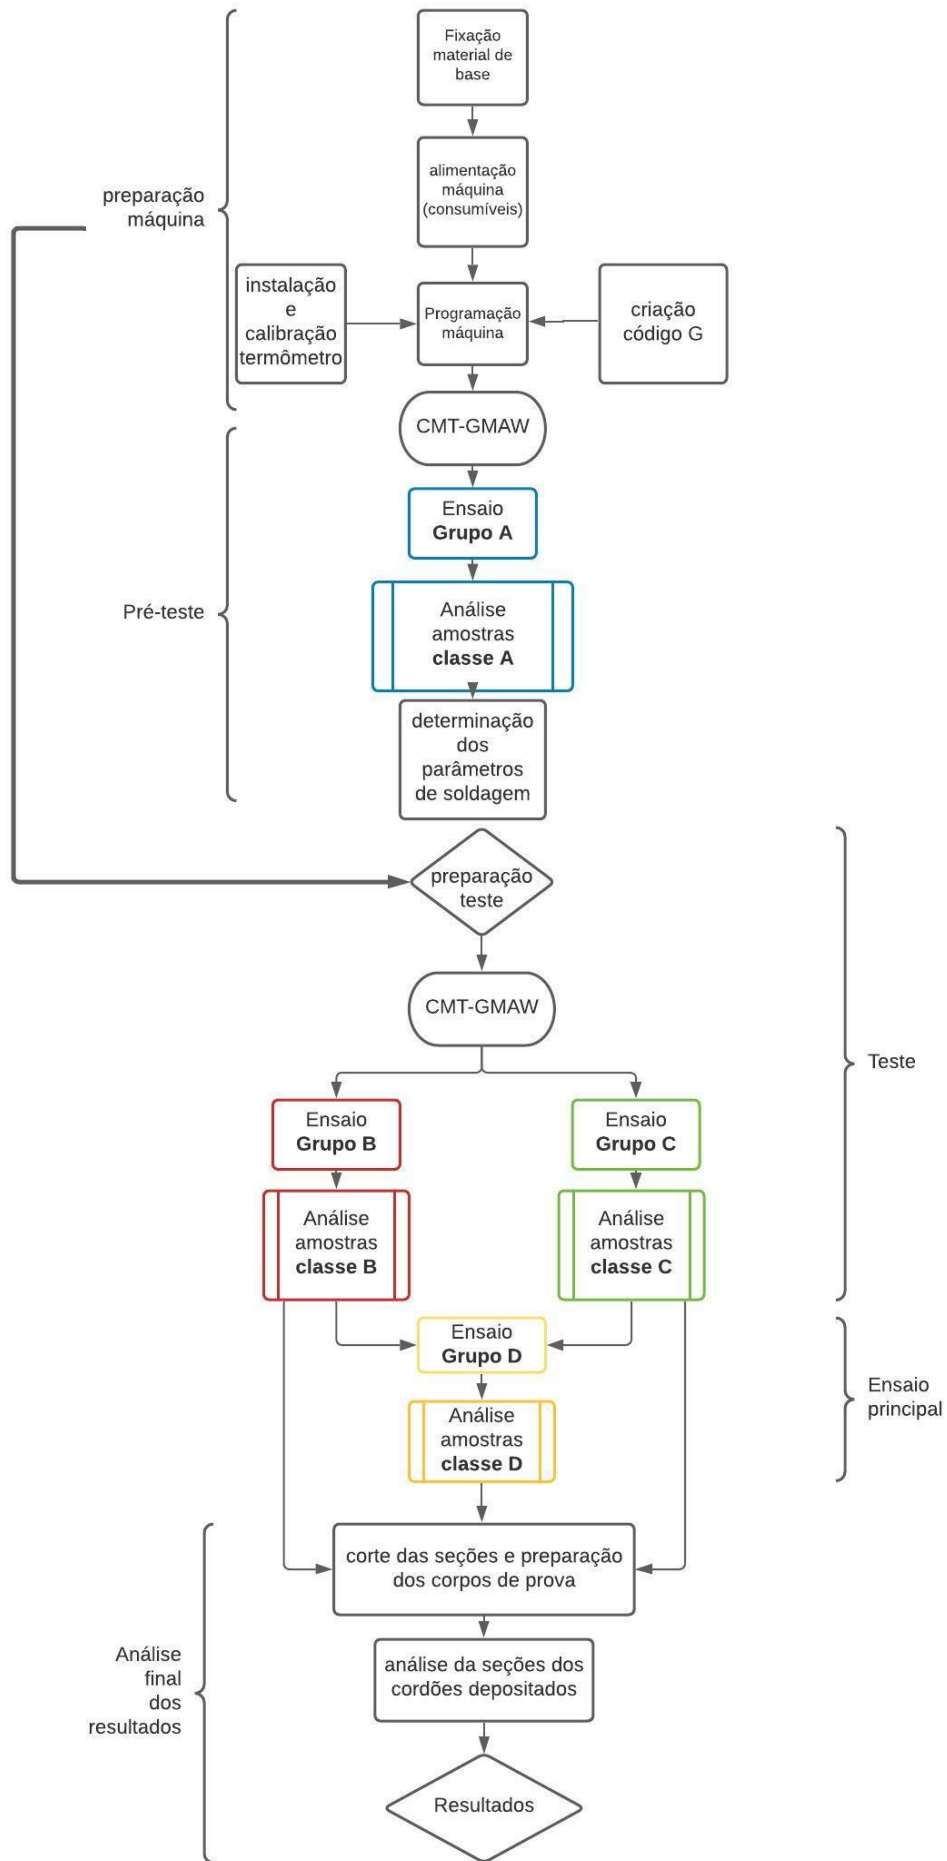 Fixação
material de
base
alimentação
máquina
(consumíveis)
preparação
máquina
instalação
e
calibração
termômetro
Programação
máquina
criação
código G
CMT-GMAW
Ensaio
Grupo A
Pré-teste
Análise
amostras
classe A
determinação
dos
parâmetros
de soldagem
preparação
teste
CMT-GMAW
Teste
Ensaio
Grupo B
Ensaio
Grupo C
Análise
amostras
classe B
Análise
amostras
classe C
Ensaio
Grupo D
Ensaio
principal
Análise
amostras
classe D
corte das seções e preparação
dos corpos de prova
Análise
final
dos
resultados
análise da seções dos
cordões depositados
Resultados